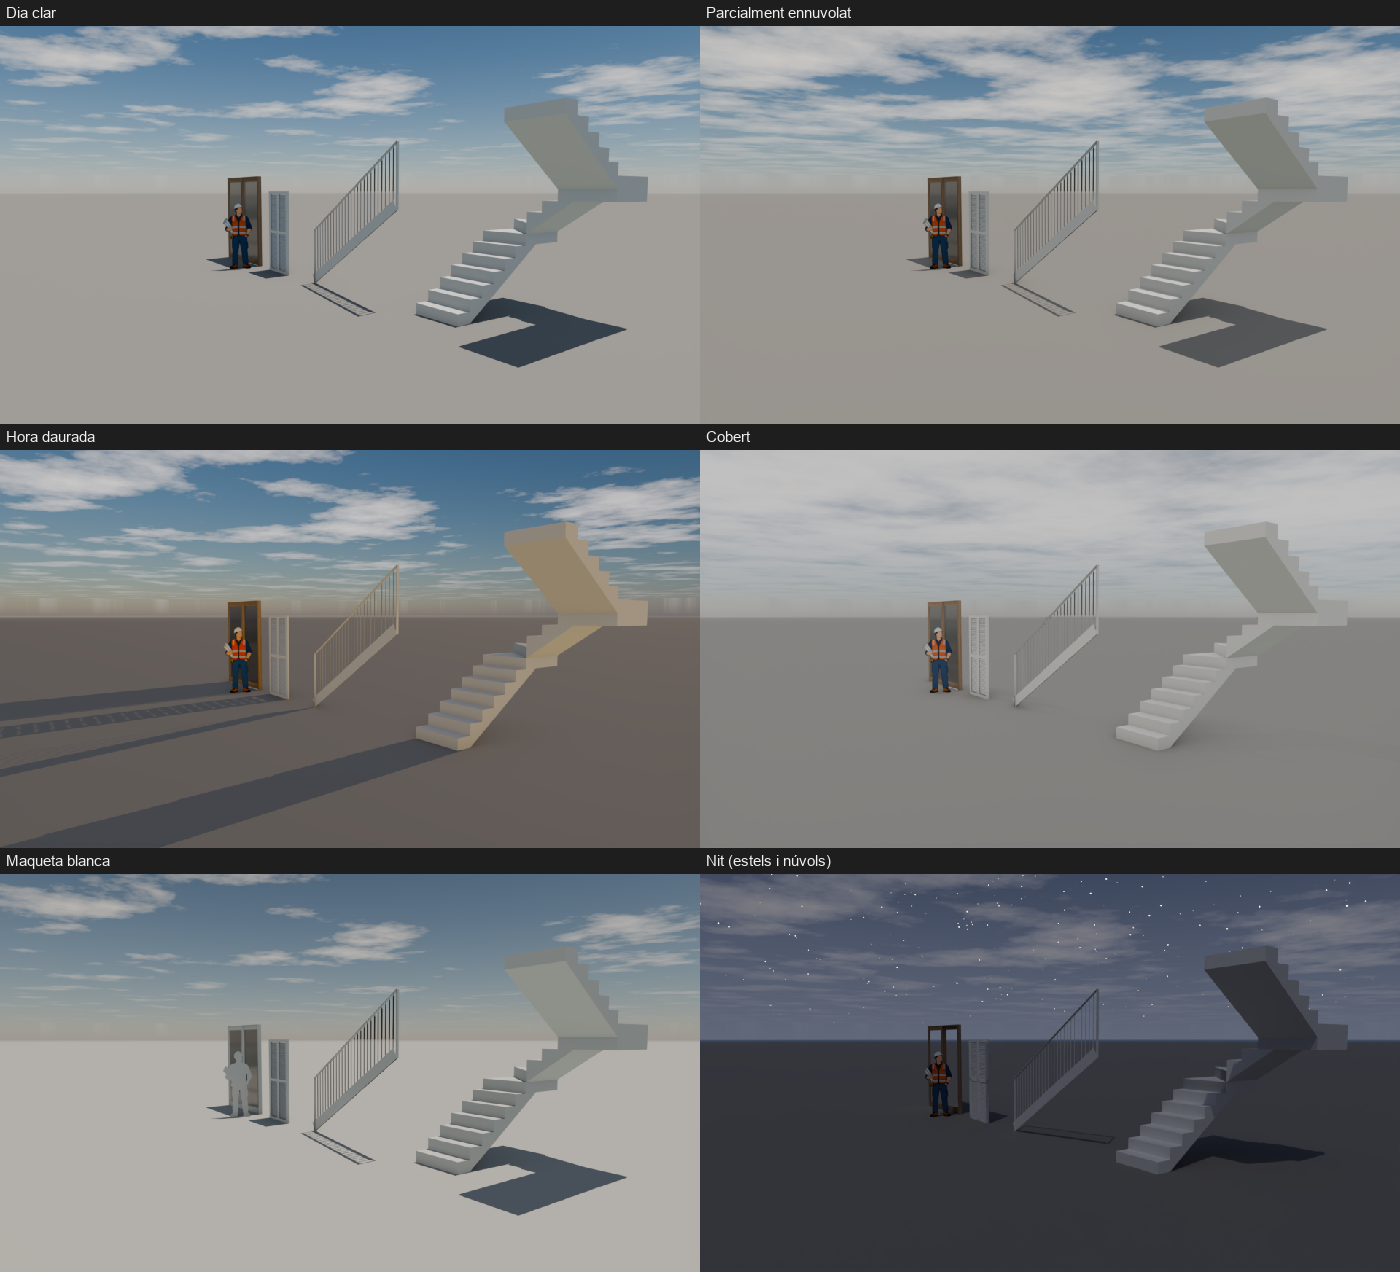 Dia clar
Parcialment ennuvolat
Hora daurada
Cobert
Maqueta blanca
Nit (estels i núvols)